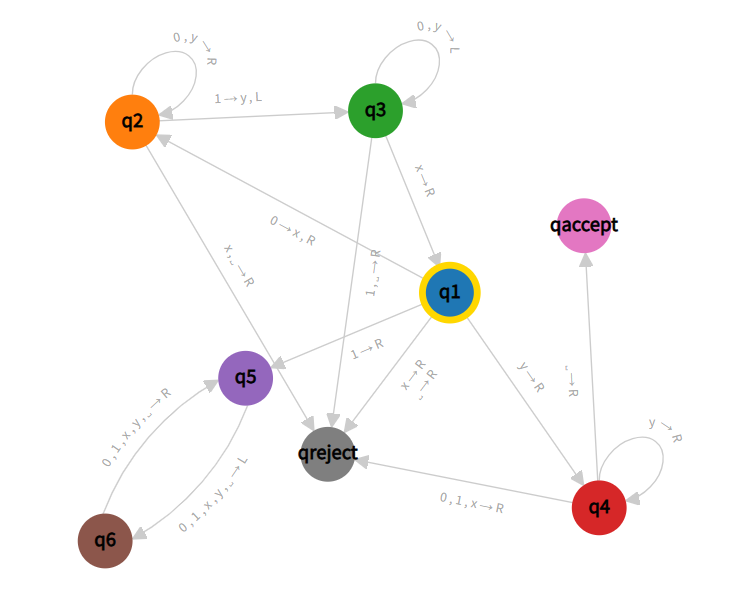 0,y→R
0,y→L
q2
1→y,L
q3
x→R
0→x,R
qaccept
x,␣→R
1,␣→R
q1
1→R
x→R
␣→R
y→R
␣→R
q5
0,1,x,y,␣→R
qreject
y→R
0,1,x,y,␣→L
0,1,x→R
q4
q6